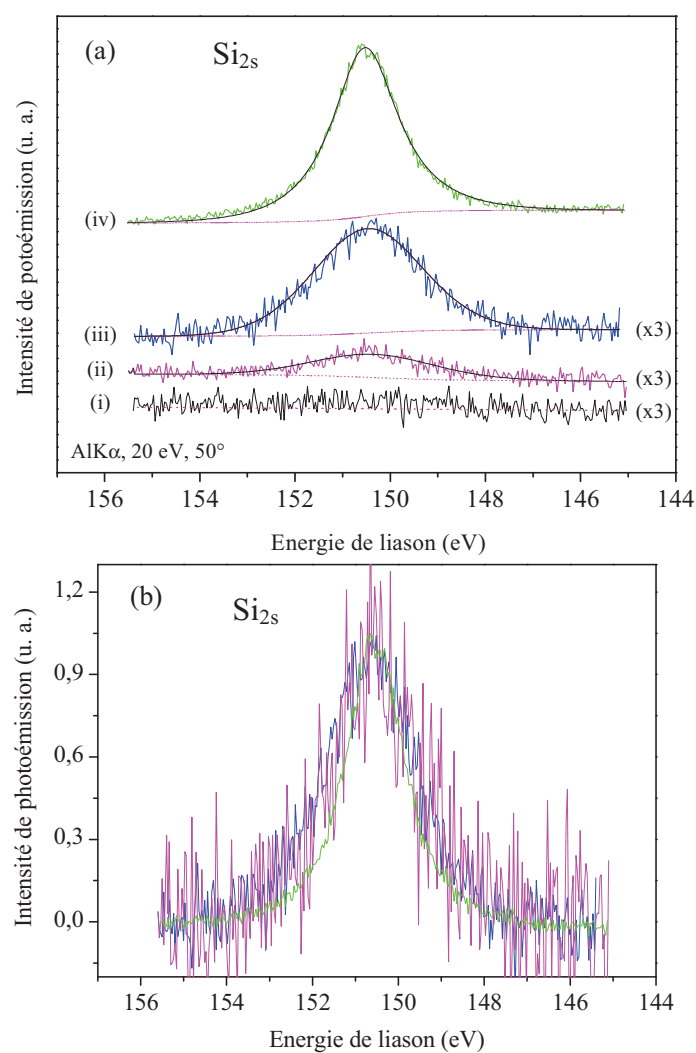 (a)
Si2s
Intensité de potoémission (u. a.)
(iv)
(iii)
(x3)
(ii)
(x3)
(i)
(x3)
AlKα, 20 eV, 50°
156 154 152 150 148 146 144
Energie de liason (eV)
(b)
Si2s
Intensité de photoémission (u. a.)
1,2
0,9
0,6
0,3
0,0
156 154 152 150 148 146 144
Energie de liason (eV)